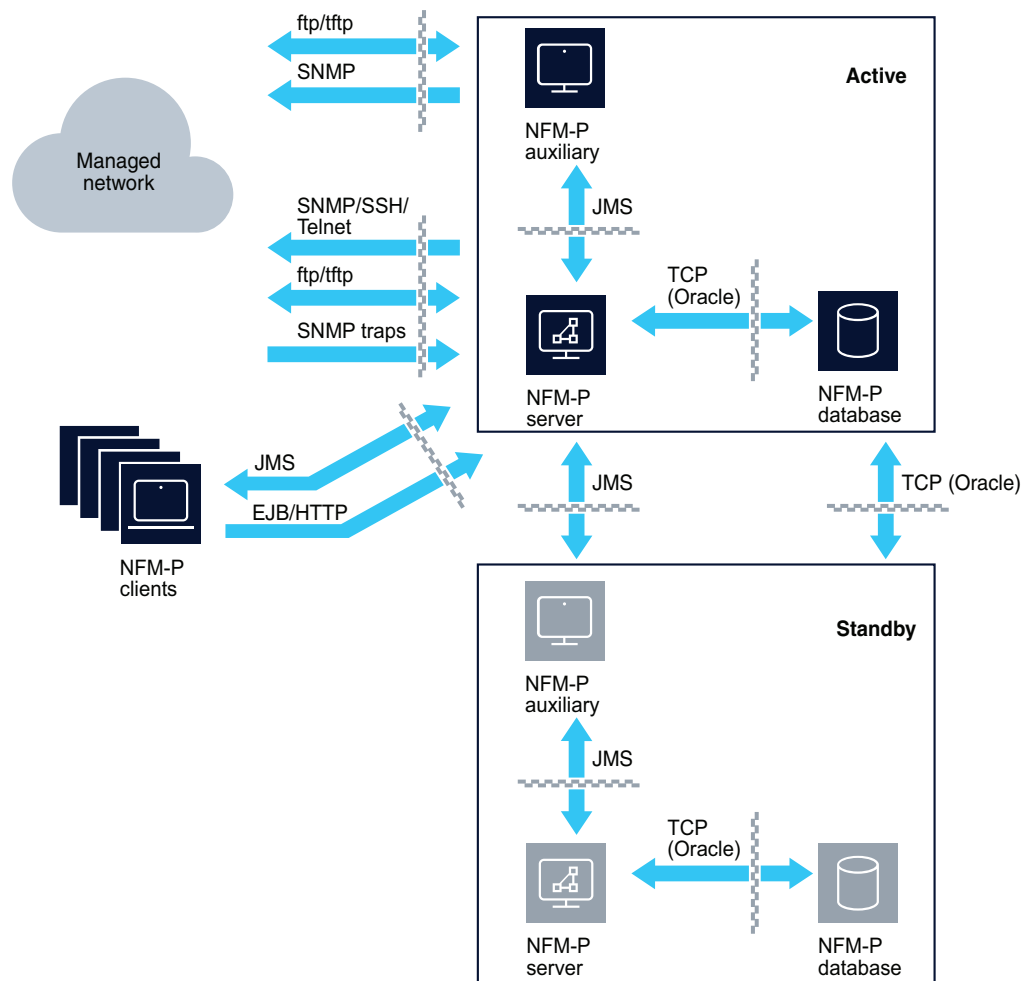 ftp/tftp
SNMP
Active
Managed
network
NFM-P
auxiliary
SNMP/SSH/
Telnet
JMS
ftp/tftp
TCP
(Oracle)
SNMP traps
NFM-P
server
NFM-P
database
JMS
EJB/HTTP
NFM-P
clients
JMS
TCP (Oracle)
Standby
NFM-P
auxiliary
JMS
TCP
(Oracle)
NFM-P
server
NFM-P
database